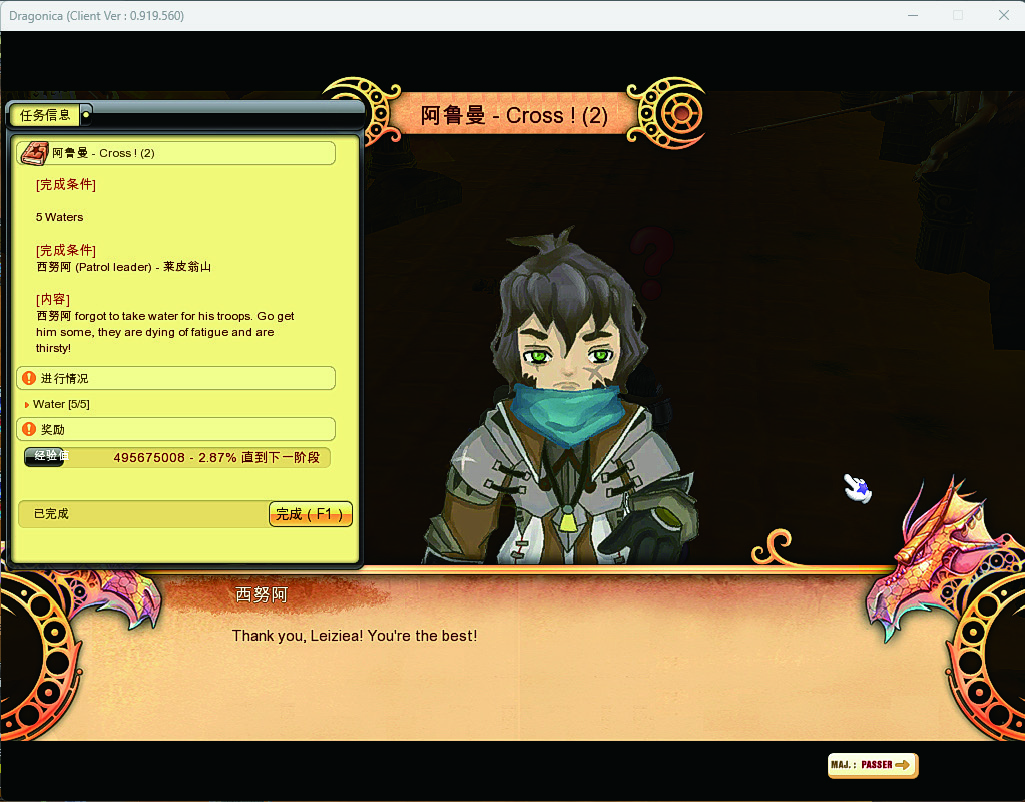 Dragonica (Client Ver : 0.919.560)
阿鲁曼 - Cross ! (2)
任务信息
阿鲁曼 - Cross ! (2)
[完成条件]
5 Waters
[完成条件]
西努阿 (Patrol leader) - 莱皮翁山
[内容]
西努阿 forgot to take water for his troops. Go get
him some, they are dying of fatigue and are
thirsty!
进行情况
Water [5/5]
奖励
经验值 495675008 - 2.87% 直到下一阶段
已完成
完成 ( F1 )
西努阿
Thank you, Leiziea! You're the best!
MAJ. : PASSER